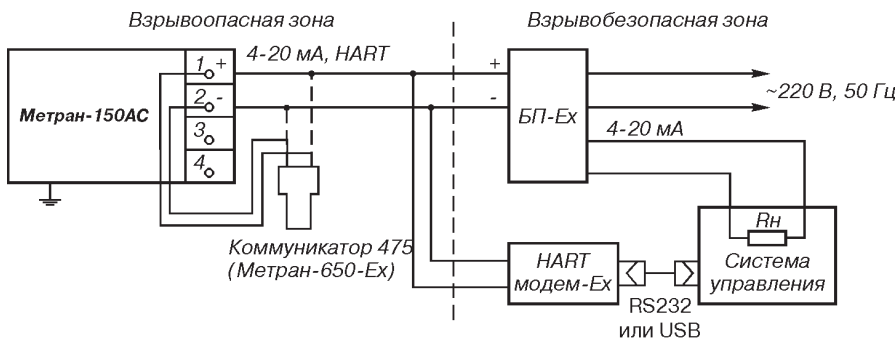 Взрывоопасная зона
Взрывобезопасная зона
Метран-150АС
1 +
2 -
3
4
4-20 мА, HART
+
-
БП-Ex
~220 В, 50 Гц
4-20 мА
Rн
Система
управления
Коммуникатор 475
(Метран-650-Ex)
HART
модем-Ex
RS232
или USB